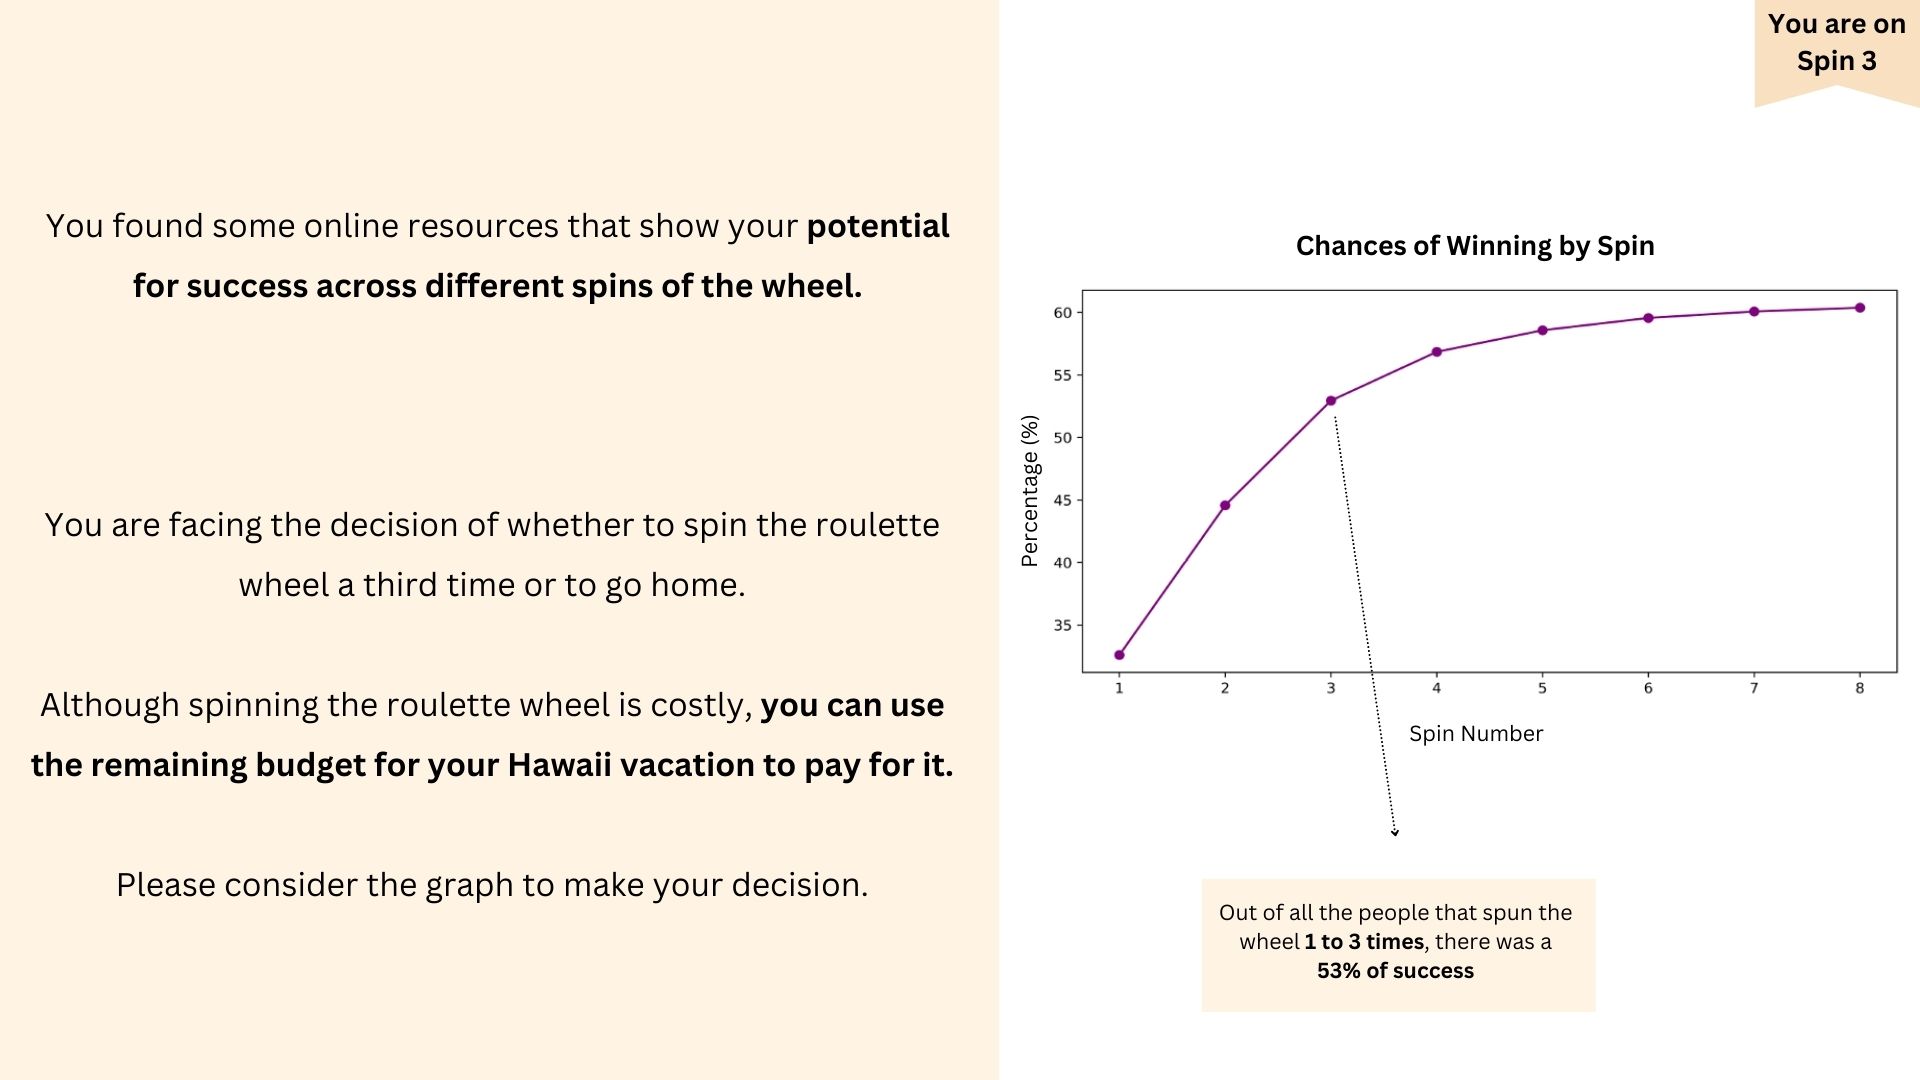 You are on
Spin 3
You found some online resources that show your potential
for success across different spins of the wheel.
You are facing the decision of whether to spin the roulette
wheel a third time or to go home.
Although spinning the roulette wheel is costly, you can use
the remaining budget for your Hawaii vacation to pay for it.
Please consider the graph to make your decision.
Chances of Winning by Spin
Percentage (%)
60
55
50
45
40
35
1 2 3 4 5 6 7 8
Spin Number
Out of all the people that spun the
wheel 1 to 3 times, there was a
53% of success